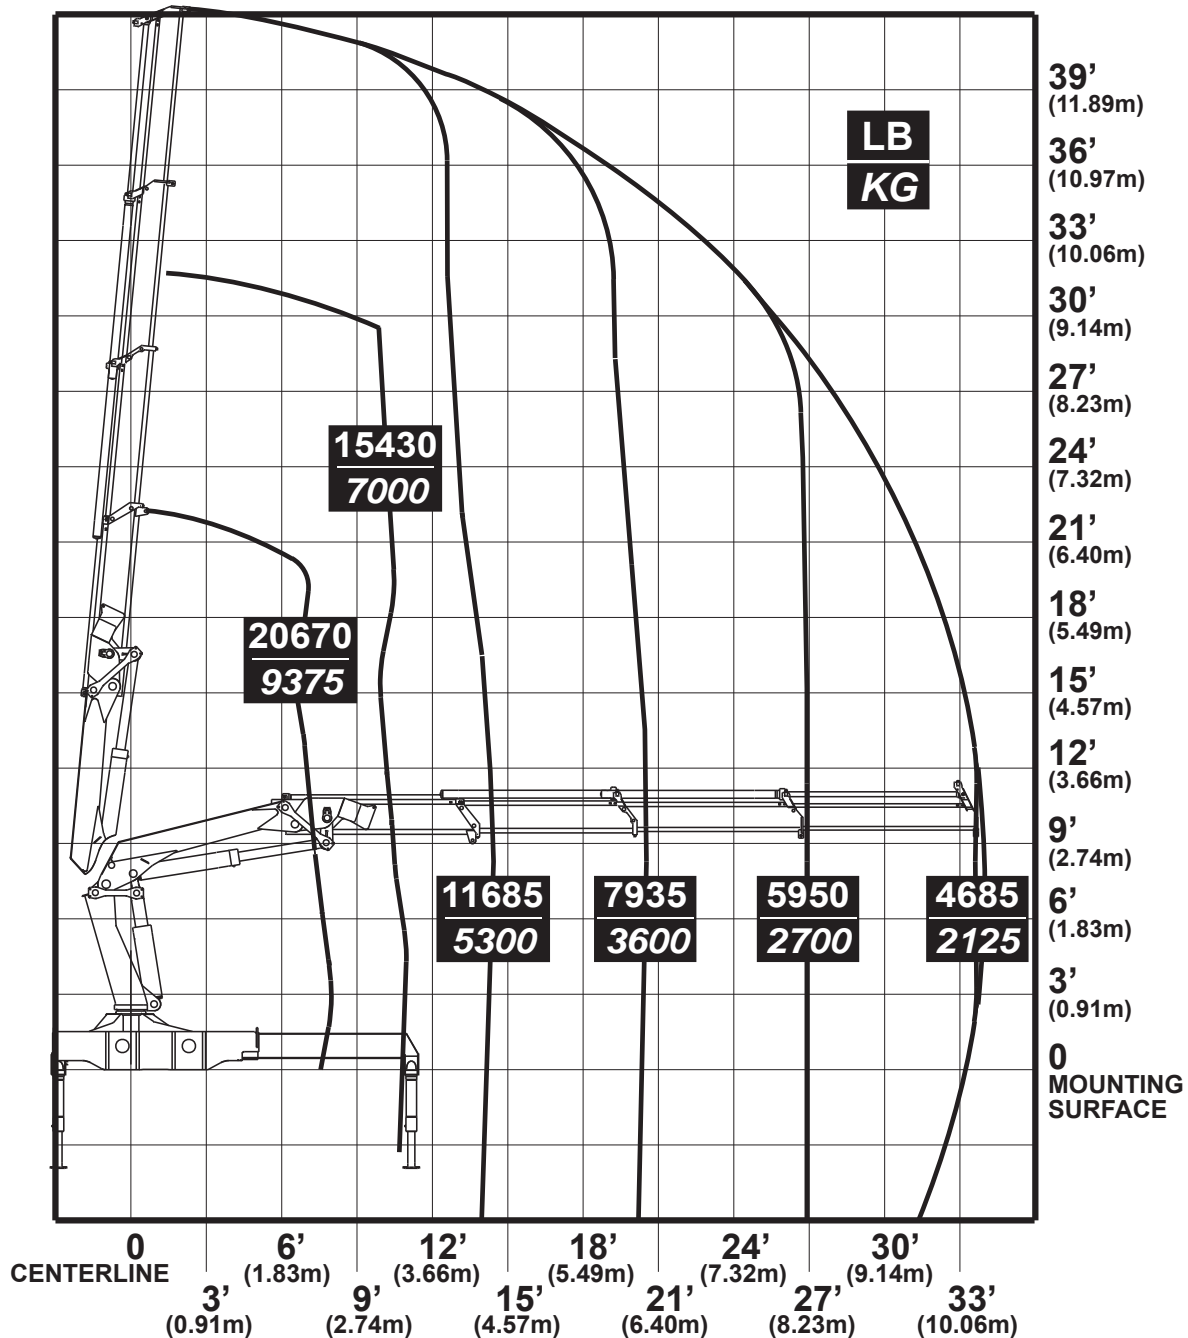 39’
(11.89m)
LB
KG
36’
(10.97m)
33’
(10.06m)
30’
(9.14m)
27’
(8.23m)
15430
7000
24’
(7.32m)
21’
(6.40m)
18’
(5.49m)
20670
9375
15’
(4.57m)
12’
(3.66m)
9’
(2.74m)
11685
5300
7935
3600
5950
2700
4685
2125
6’
(1.83m)
3’
(0.91m)
0
MOUNTING
SURFACE
0
CENTERLINE
3’
(0.91m)
6’
(1.83m)
9’
(2.74m)
12’
(3.66m)
15’
(4.57m)
18’
(5.49m)
21’
(6.40m)
24’
(7.32m)
27’
(8.23m)
30’
(9.14m)
33’
(10.06m)